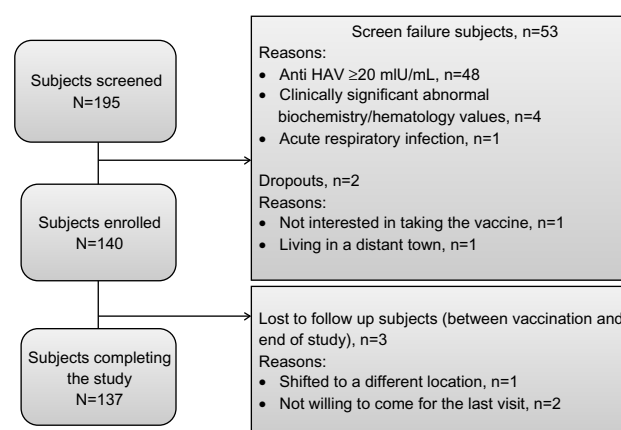 Subjects screened
N=195
Screen failure subjects, n=53
Reasons:
• Anti HAV ≥20 mIU/mL, n=48
• Clinically significant abnormal
biochemistry/hematology values, n=4
• Acute respiratory infection, n=1
Dropouts, n=2
Reasons:
• Not interested in taking the vaccine, n=1
• Living in a distant town, n=1
Subjects enrolled
N=140
Lost to follow up subjects (between vaccination and
end of study), n=3
Reasons:
• Shifted to a different location, n=1
• Not willing to come for the last visit, n=2
Subjects completing
the study
N=137